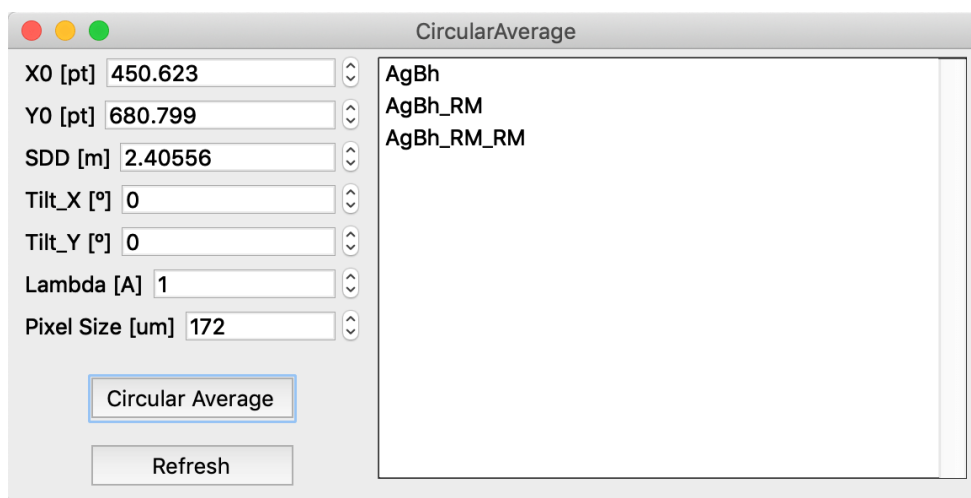 CircularAverage
X0 [pt] 450.623
Y0 [pt] 680.799
SDD [m] 2.40556
Tilt_X [º] 0
Tilt_Y [º] 0
Lambda [A] 1
Pixel Size [um] 172
Circular Average
Refresh
AgBh
AgBh_RM
AgBh_RM_RM